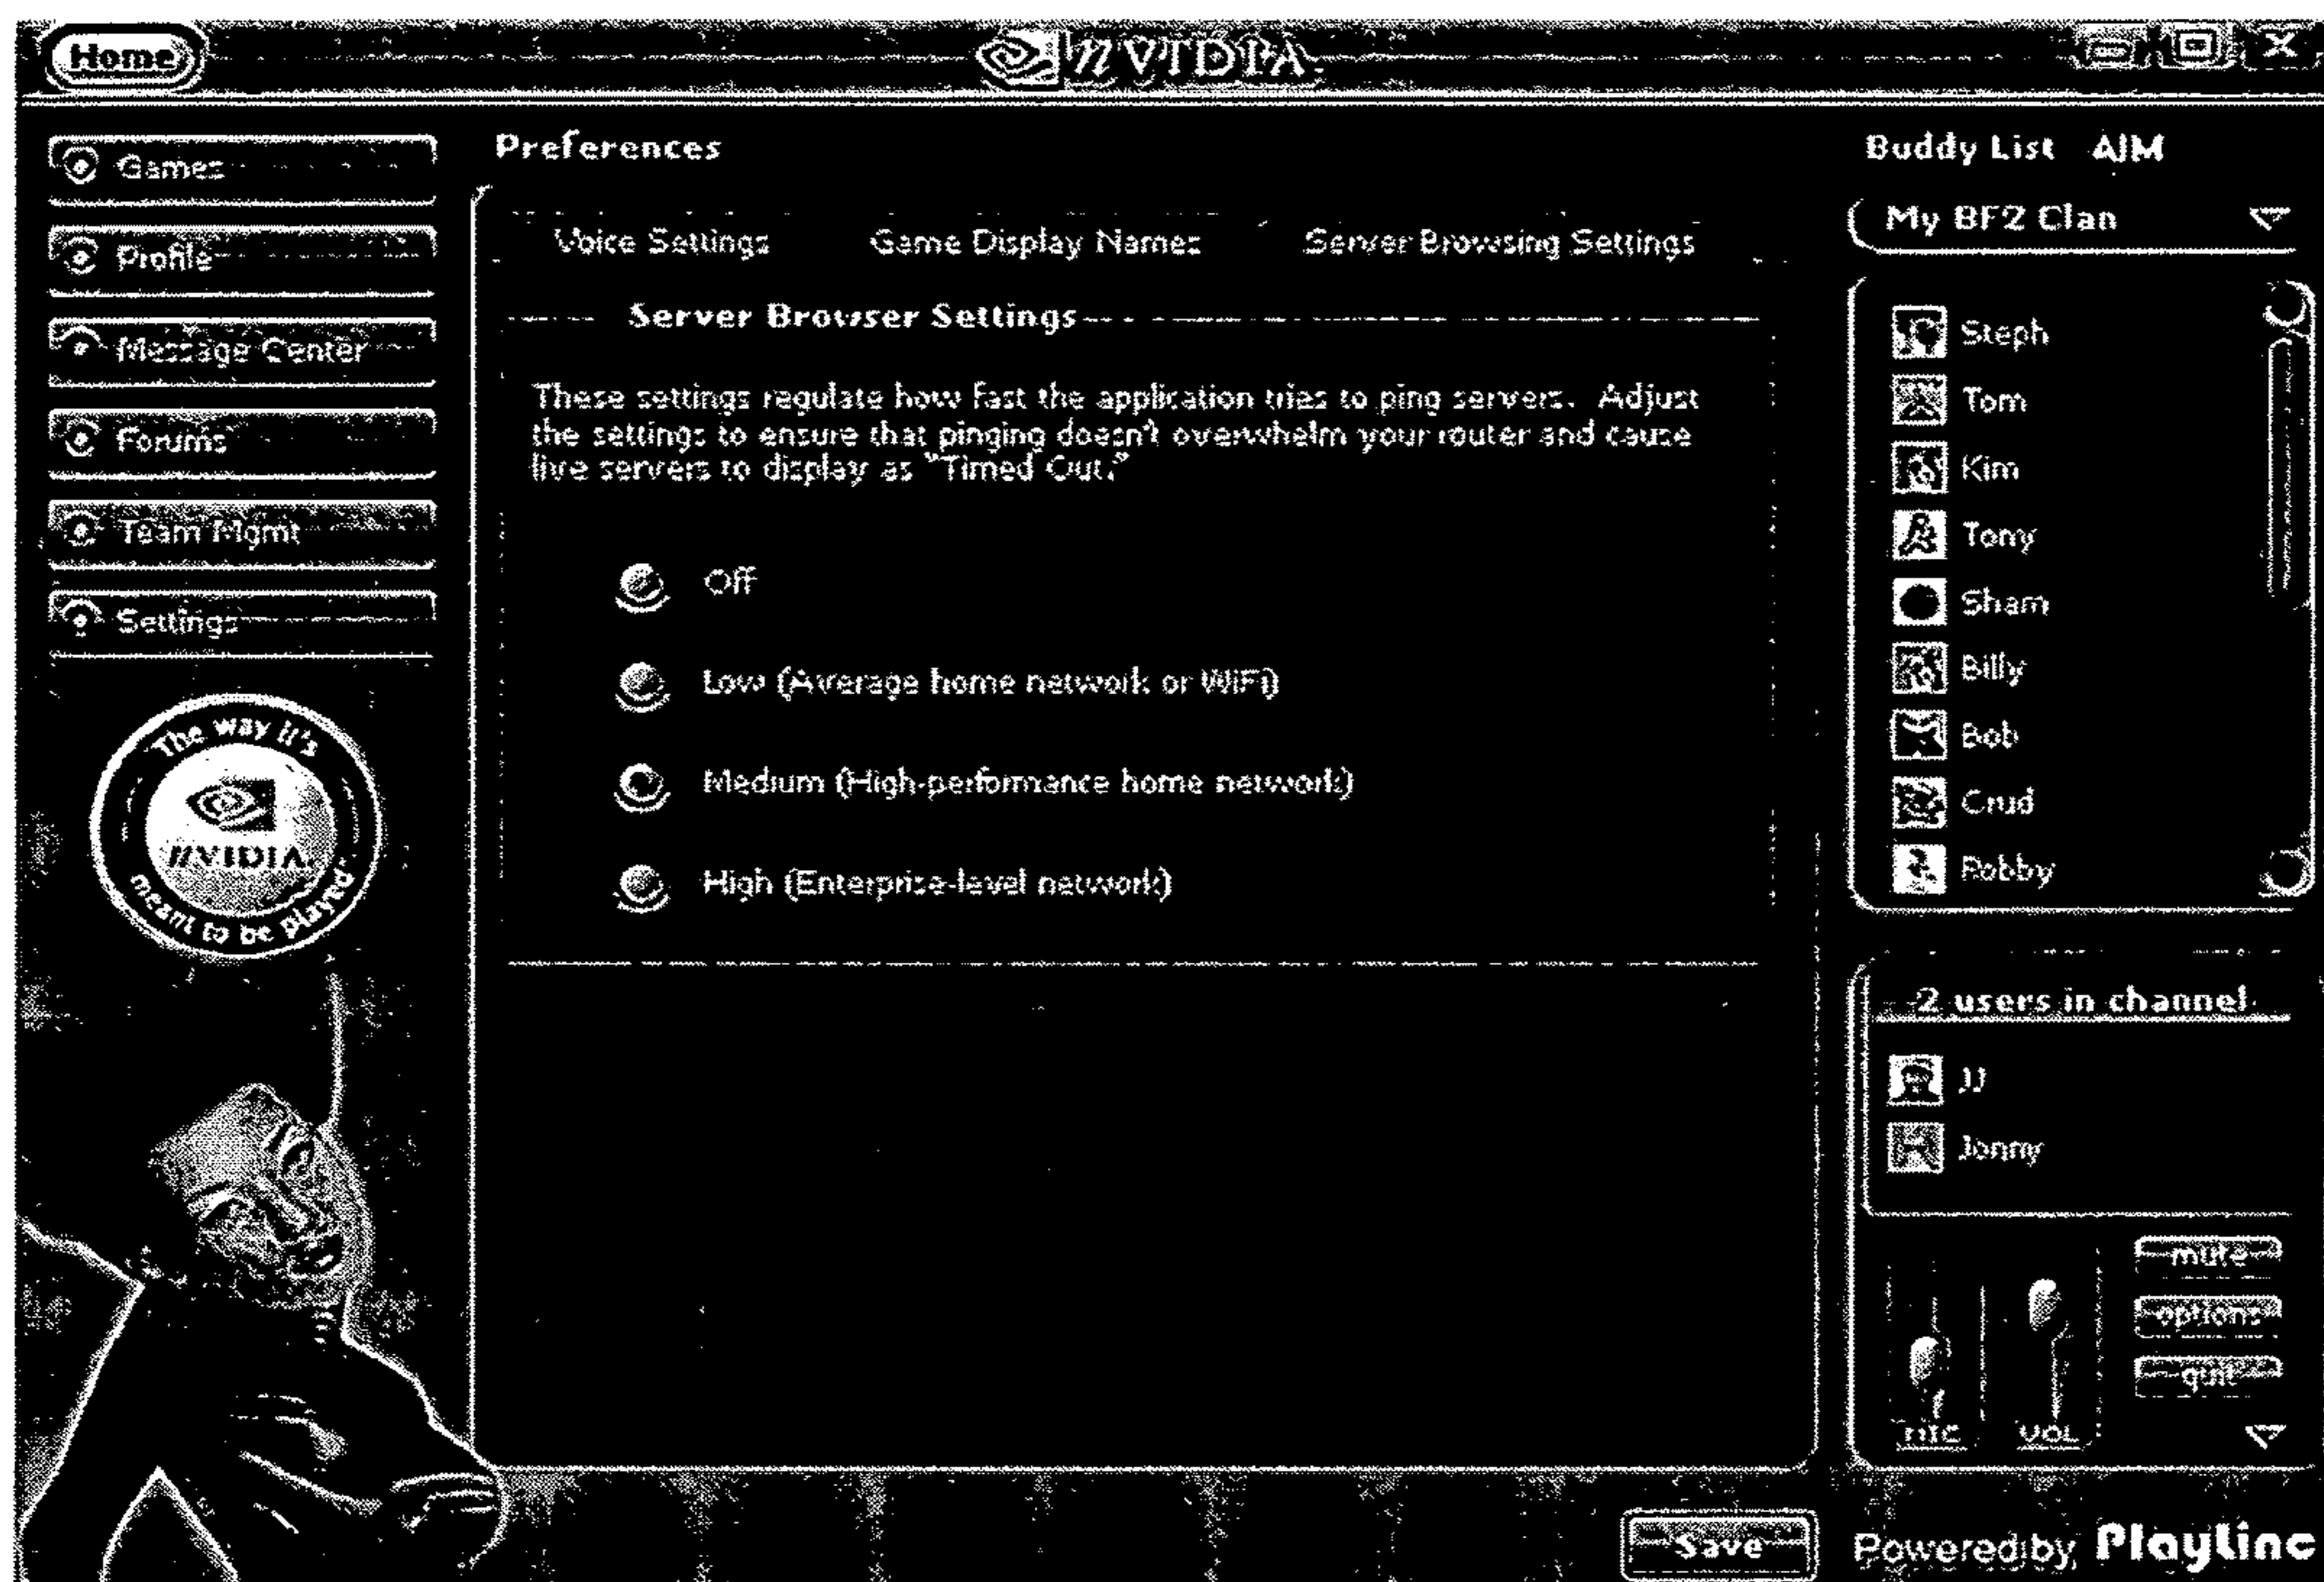 Home
nVIDIA
Games
Profile
Message Center
Forums
Team Mgmt
Settings
The way it's
nVIDIA.
meant to be played
Preferences
Voice Settings
Game Display Names
Server Browsing Settings
Server Browser Settings
These settings regulate how fast the application tries to ping servers. Adjust
the settings to ensure that pinging doesn't overwhelm your router and cause
live servers to display as "Timed Out."
Off
Low (Average home network or WiFi)
Medium (High-performance home network)
High (Enterprise-level network)
Save
Buddy List AIM
My BF2 Clan
Steph
Tom
Kim
Tony
Sham
Billy
Bob
Crud
Robby
2 users in channel
JJ
Jonny
mute
options
quit
MIC
VOL
Powered by Playlinc